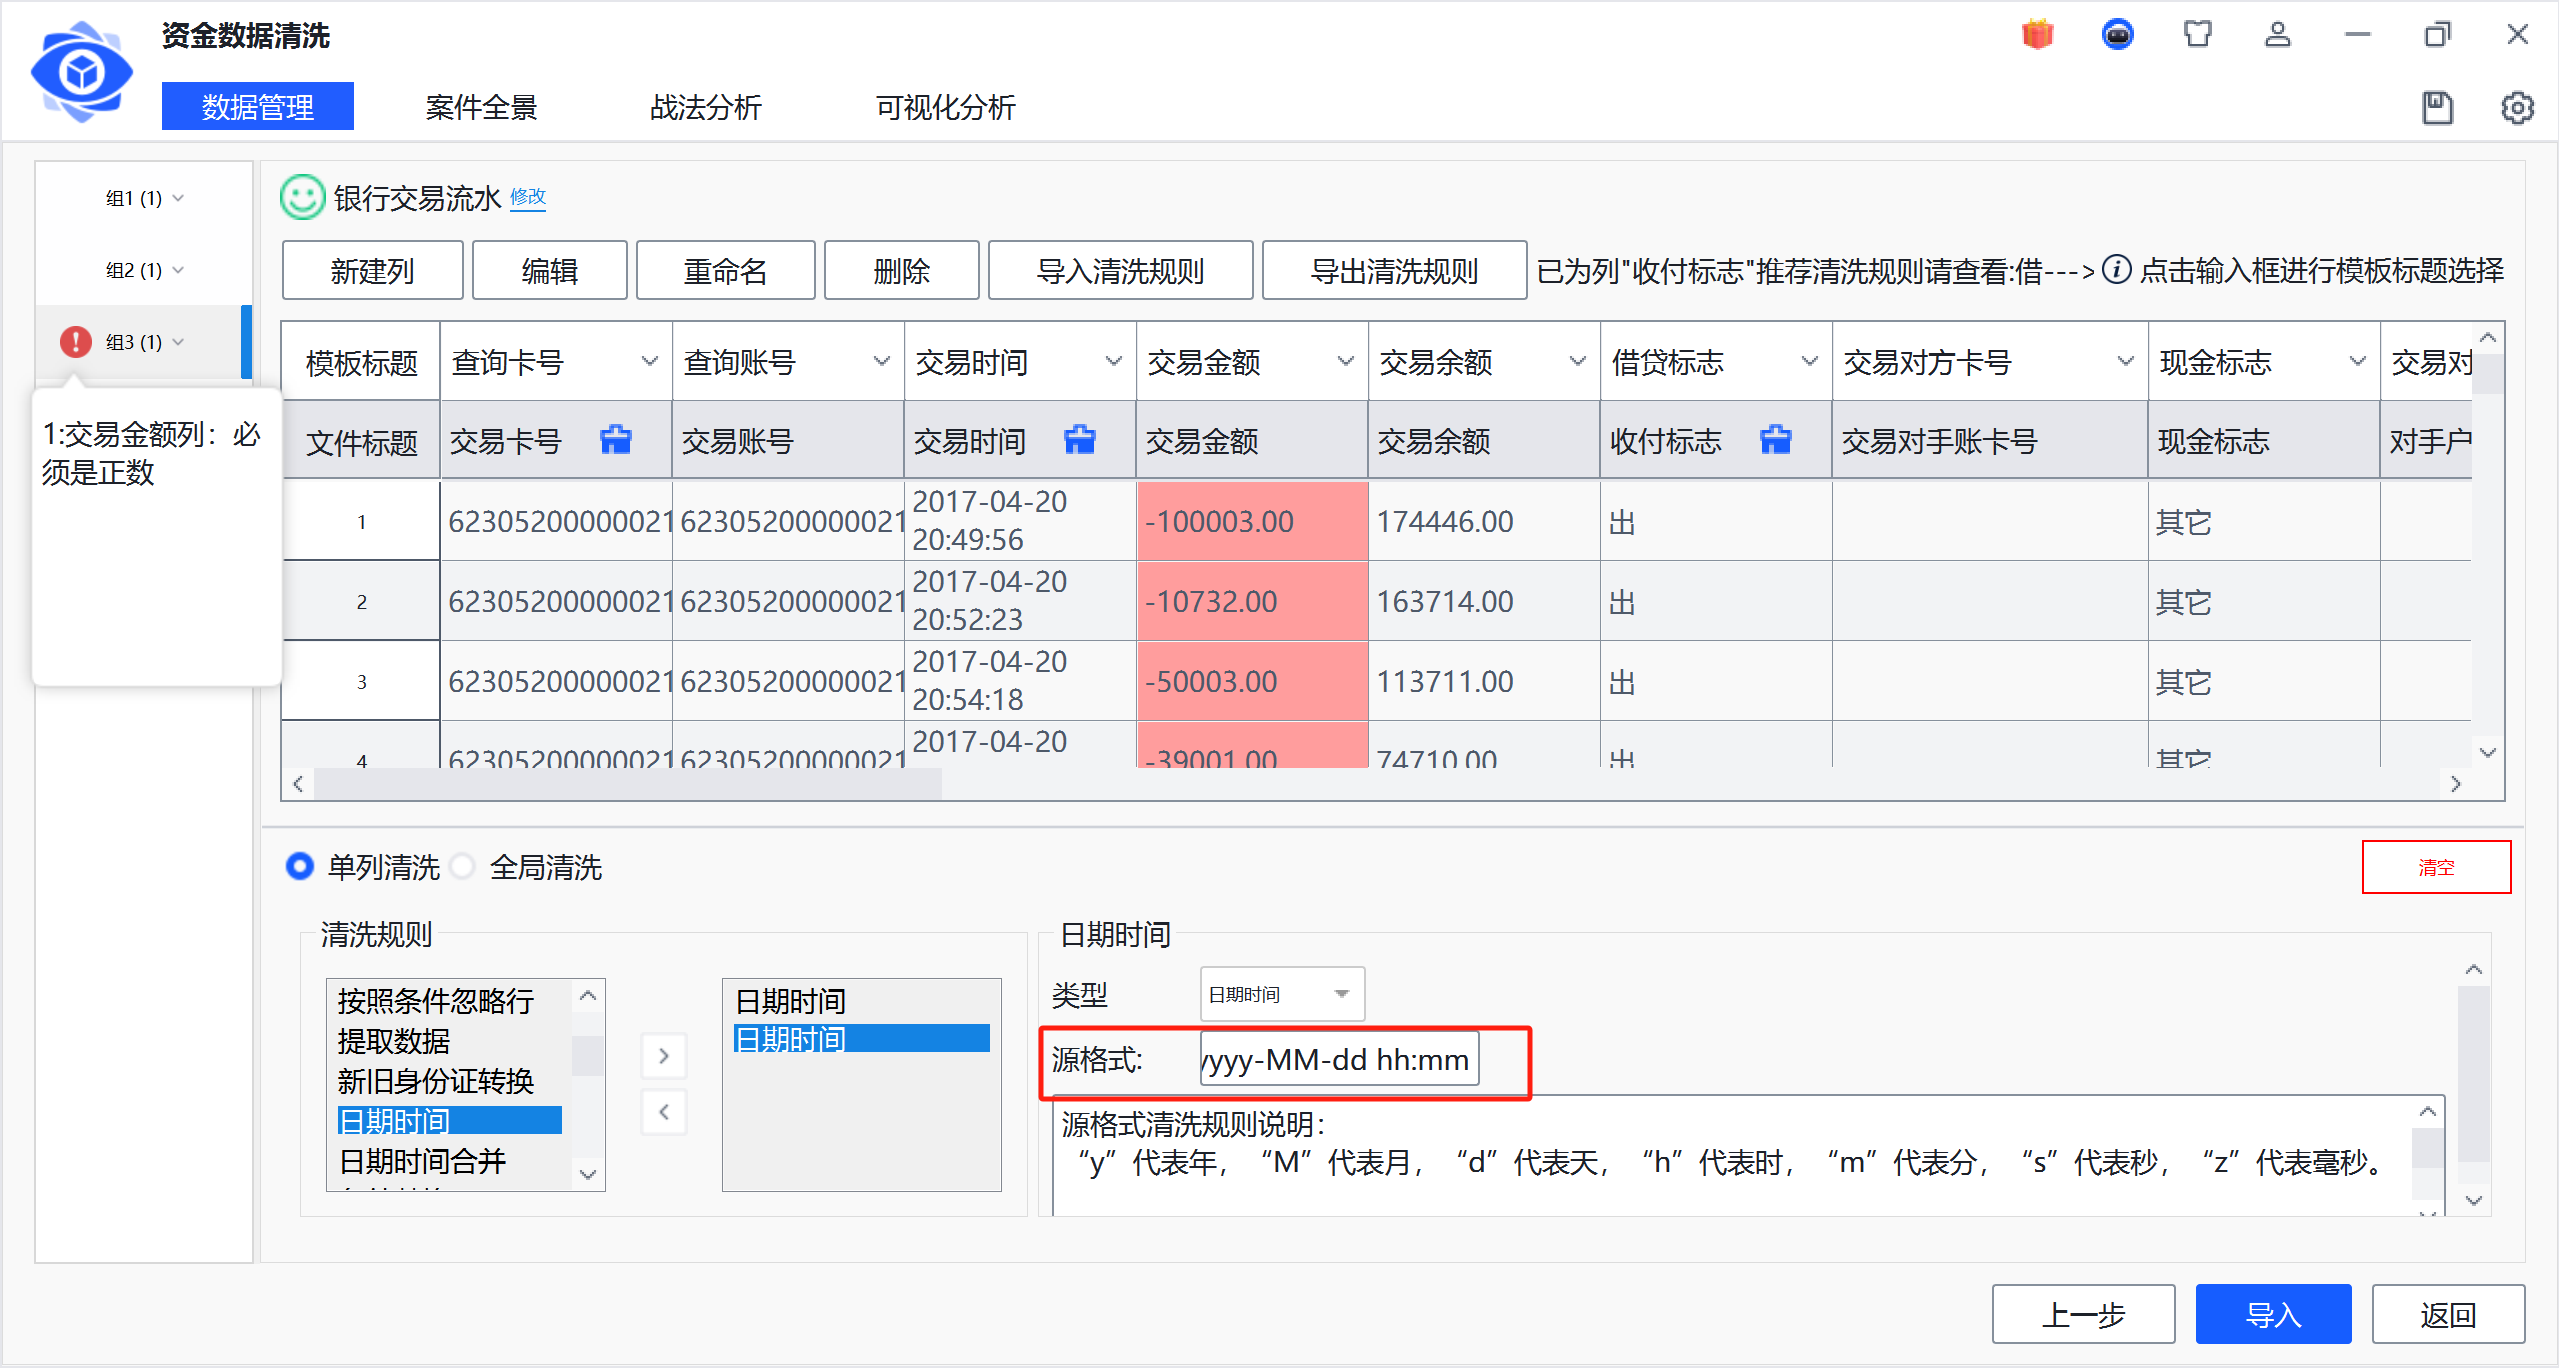 资金数据清洗
数据管理 案件全景 战法分析 可视化分析
组1 (1)
组2 (1)
组3 (1)
1:交易金额列：必
须是正数
银行交易流水 修改
新建列 编辑 重命名 删除 导入清洗规则 导出清洗规则 已为列"收付标志"推荐清洗规则请查看:借---> 点击输入框进行模板标题选择
模板标题 查询卡号 查询账号 交易时间 交易金额 交易余额 借贷标志 交易对方卡号 现金标志 交易对
文件标题 交易卡号 交易账号 交易时间 交易金额 交易余额 收付标志 交易对手账卡号 现金标志 对手户
1 62305200000021 62305200000021 2017-04-20 20:49:56 -100003.00 174446.00 出 其它
2 62305200000021 62305200000021 2017-04-20 20:52:23 -10732.00 163714.00 出 其它
3 62305200000021 62305200000021 2017-04-20 20:54:18 -50003.00 113711.00 出 其它
4 62305200000021 62305200000021 2017-04-20 -39001.00 74710.00 出 其它
单列清洗 全局清洗
清空
清洗规则
按照条件忽略行
提取数据
新旧身份证转换
日期时间
日期时间合并
日期时间
日期时间
日期时间
类型 日期时间
源格式: yyyy-MM-dd hh:mm
源格式清洗规则说明：
“y”代表年，“M”代表月，“d”代表天，“h”代表时，“m”代表分，“s”代表秒，“z”代表毫秒。
上一步 导入 返回